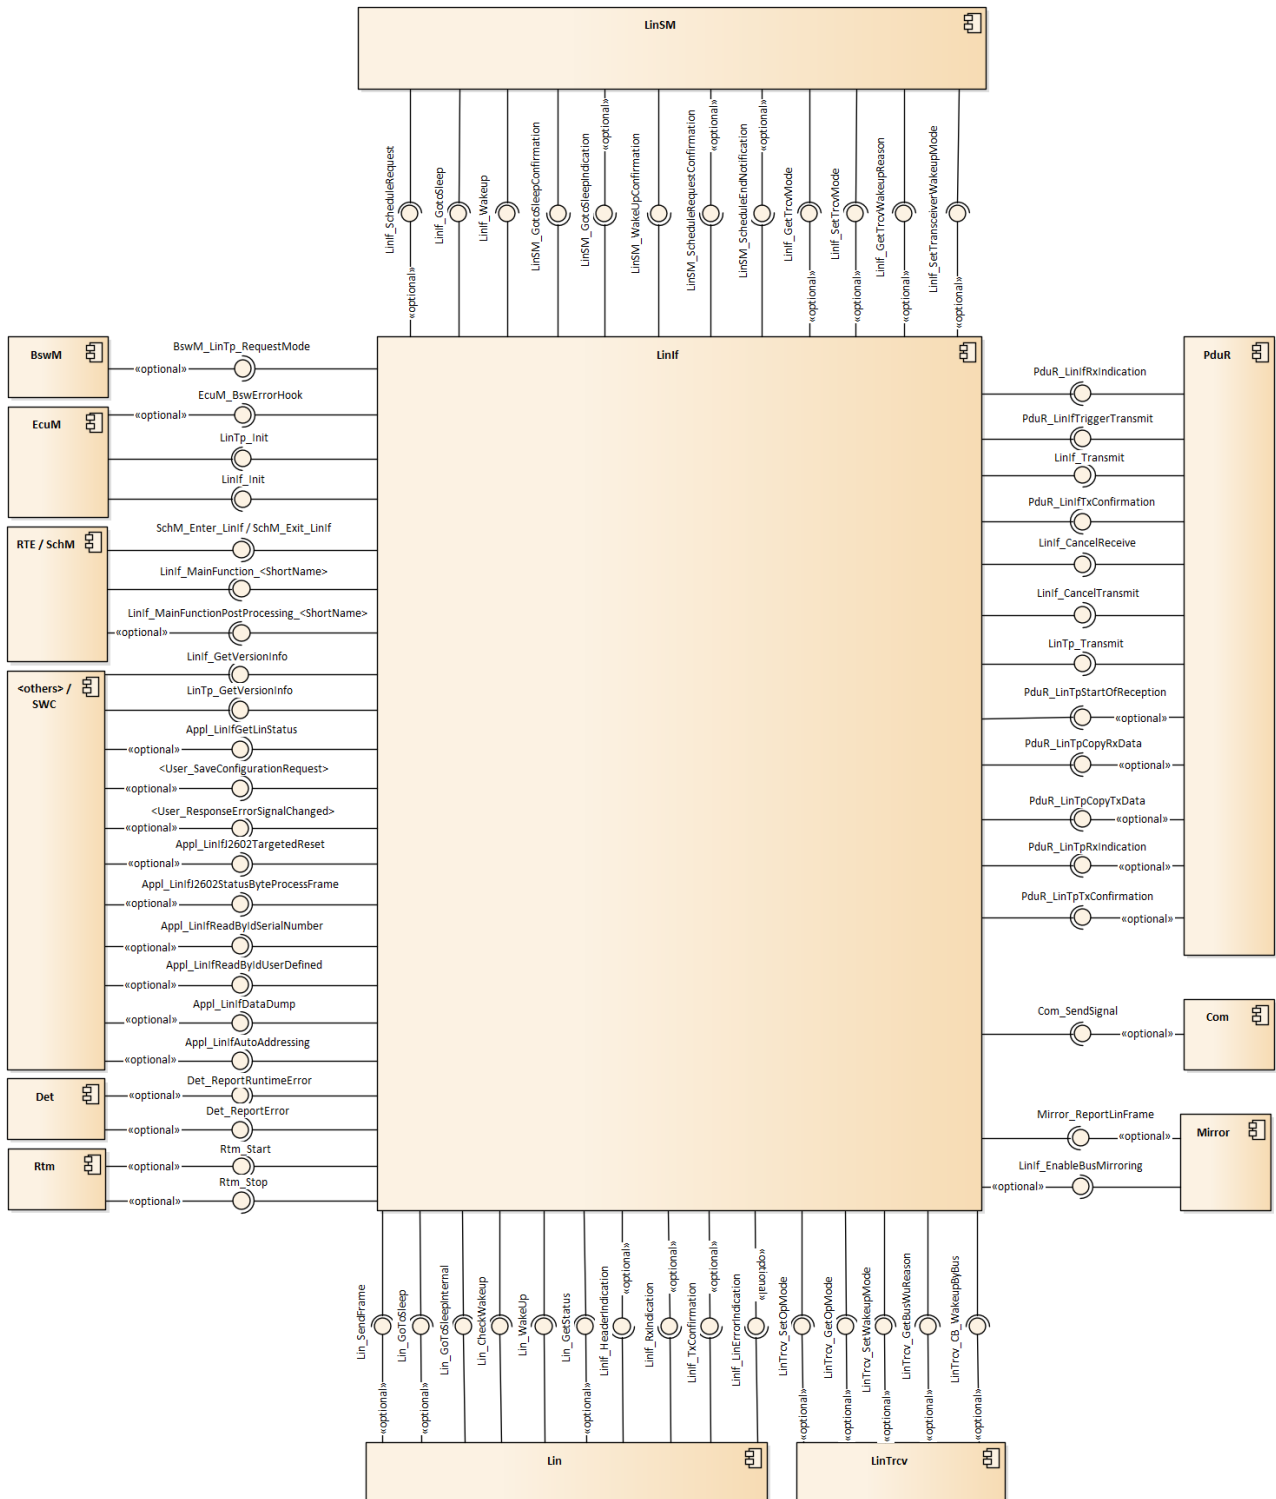 LinSM
LinIf_ScheduleRequest
«optional»
LinIf_GotoSleep
LinIf_Wakeup
LinSM_GotoSleepConfirmation
LinSM_GotoSleepIndication
«optional»
LinSM_WakeUpConfirmation
LinSM_ScheduleRequestConfirmation
«optional»
LinSM_ScheduleEndNotification
«optional»
LinIf_GetTrcvMode
«optional»
LinIf_SetTrcvMode
«optional»
LinIf_GetTrcvWakeupReason
«optional»
LinIf_SetTransceiverWakeupMode
«optional»
BswM
BswM_LinTp_RequestMode
«optional»
EcuM
EcuM_BswErrorHook
«optional»
LinTp_Init
LinIf_Init
RTE / SchM
SchM_Enter_LinIf / SchM_Exit_LinIf
LinIf_MainFunction_<ShortName>
LinIf_MainFunctionPostProcessing_<ShortName>
«optional»
<others> /
SWC
LinIf_GetVersionInfo
LinTp_GetVersionInfo
Appl_LinIfGetLinStatus
«optional»
<User_SaveConfigurationRequest>
«optional»
<User_ResponseErrorSignalChanged>
«optional»
Appl_LinIfJ2602TargetedReset
«optional»
Appl_LinIfJ2602StatusByteProcessFrame
«optional»
Appl_LinIfReadByIdSerialNumber
«optional»
Appl_LinIfReadByIdUserDefined
«optional»
Appl_LinIfDataDump
«optional»
Appl_LinIfAutoAddressing
«optional»
Det
Det_ReportRuntimeError
«optional»
Det_ReportError
«optional»
Rtm
Rtm_Start
«optional»
Rtm_Stop
«optional»
LinIf
PduR
PduR_LinIfRxIndication
PduR_LinIfTriggerTransmit
LinIf_Transmit
PduR_LinIfTxConfirmation
LinIf_CancelReceive
LinIf_CancelTransmit
LinTp_Transmit
PduR_LinTpStartOfReception
«optional»
PduR_LinTpCopyRxData
«optional»
PduR_LinTpCopyTxData
«optional»
PduR_LinTpRxIndication
«optional»
PduR_LinTpTxConfirmation
«optional»
Com
Com_SendSignal
«optional»
Mirror
Mirror_ReportLinFrame
«optional»
LinIf_EnableBusMirroring
«optional»
Lin_SendFrame
«optional»
Lin_GoToSleep
«optional»
Lin_GoToSleepInternal
Lin_CheckWakeup
Lin_WakeUp
Lin_GetStatus
«optional»
LinIf_HeaderIndication
«optional»
LinIf_RxIndication
«optional»
LinIf_TxConfirmation
«optional»
LinIf_LinErrorIndication
«optional»
LinTrcv_SetOpMode
«optional»
LinTrcv_GetOpMode
«optional»
LinTrcv_SetWakeupMode
«optional»
LinTrcv_GetBusWuReason
«optional»
LinTrcv_CB_WakeupByBus
«optional»
Lin
LinTrcv